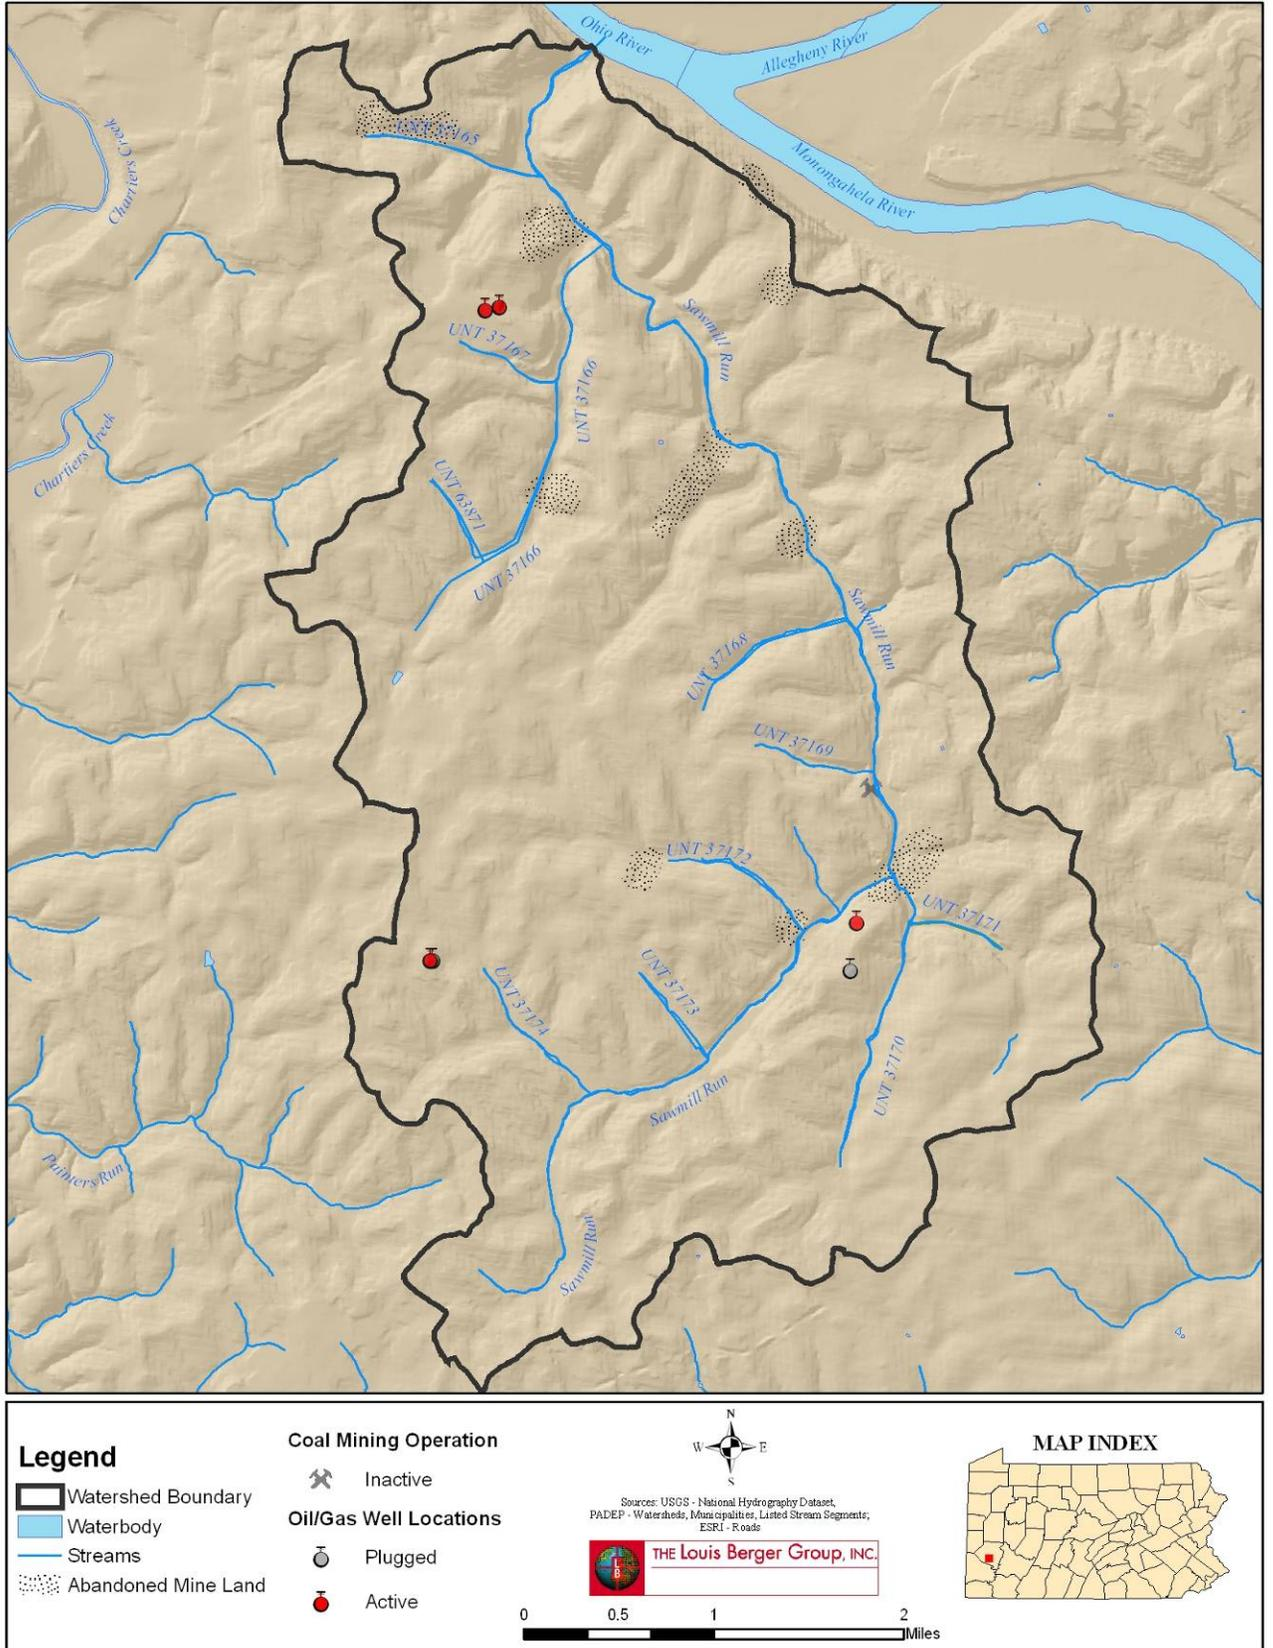 Ohio River
Allegheny River
Monongahela River
Chartiers Creek
UNT 37165
Sawmill Run
UNT 37167
UNT 37166
Chartiers Creek
UNT 63871
UNT 37166
Sawmill Run
UNT 37168
UNT 37169
UNT 37172
UNT 37171
UNT 37173
UNT 37174
UNT 37170
Sawmill Run
Painters Run
Sawmill Run
Legend
Watershed Boundary
Waterbody
Streams
Abandoned Mine Land
Coal Mining Operation
Inactive
Oil/Gas Well Locations
Plugged
Active
N
W E
S
Sources: USGS - National Hydrography Dataset,
PADEP - Watersheds, Municipalities, Listed Stream Segments;
ESRI - Roads
L
B
THE Louis Berger Group, INC.
0 0.5 1 2
Miles
MAP INDEX